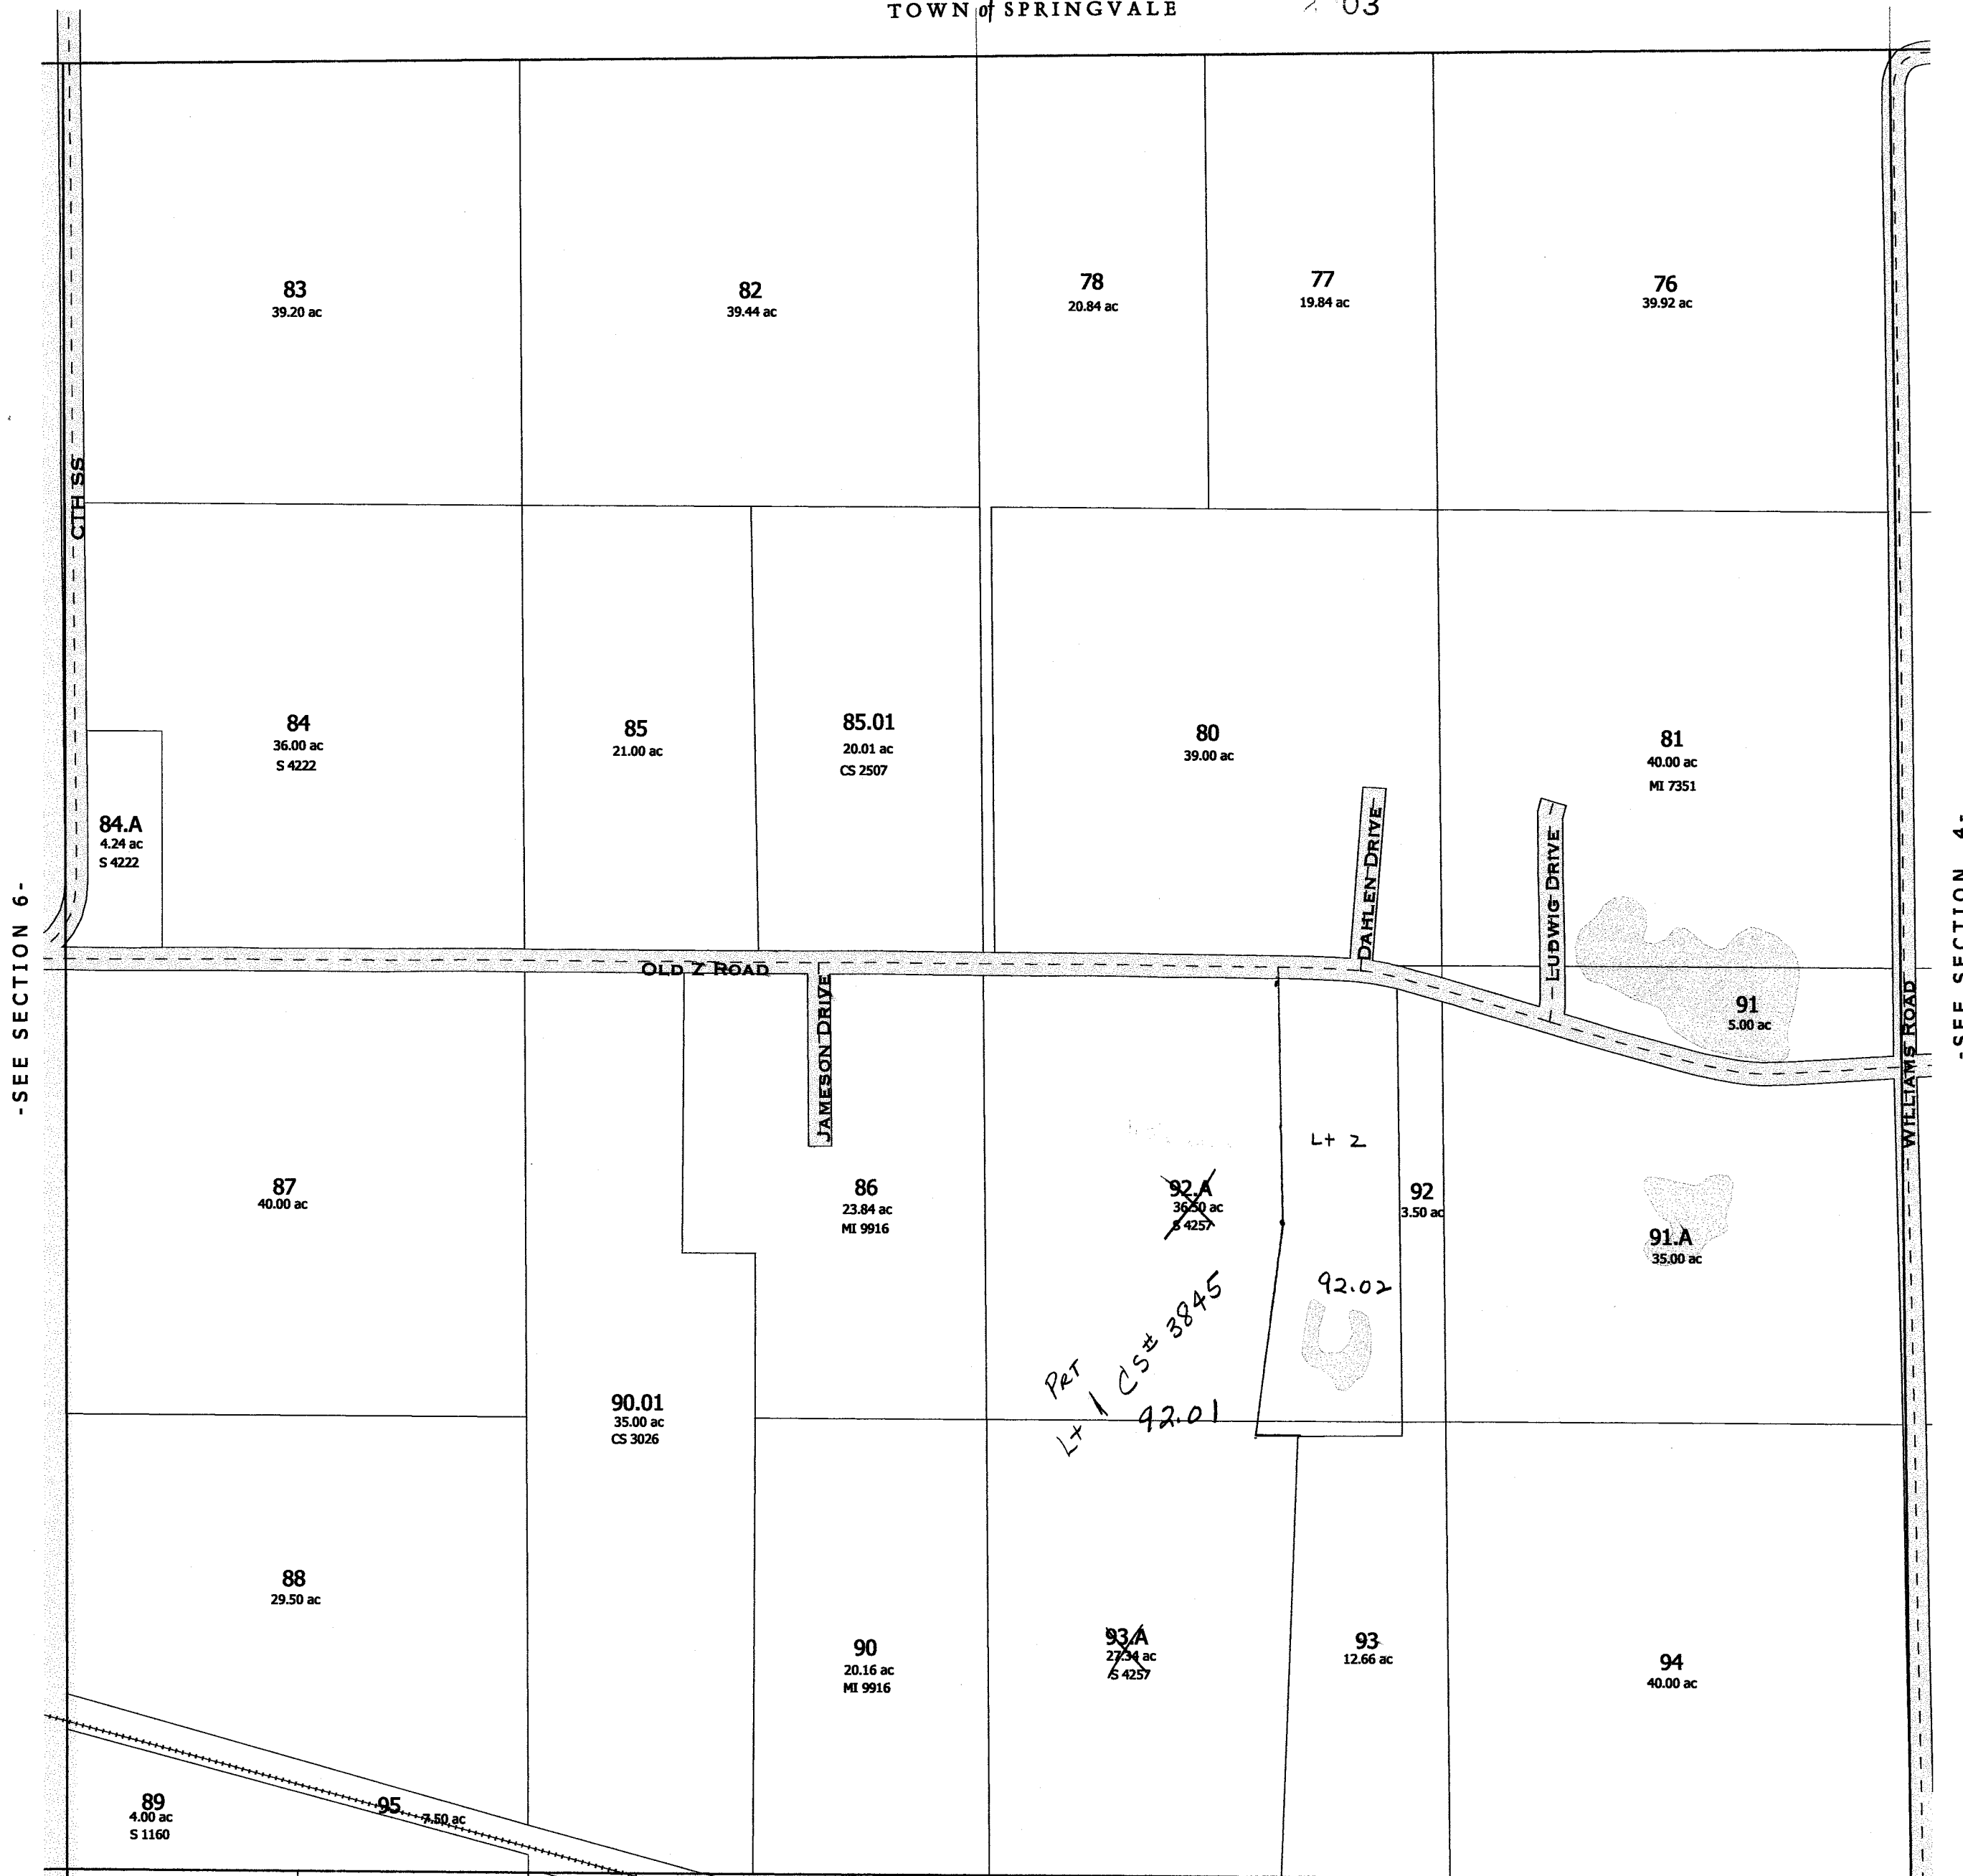 TOWN of SPRINGVALE
03
83
39.20 ac
82
39.44 ac
78
20.84 ac
77
19.84 ac
76
39.92 ac
CTH SS
84
36.00 ac
S 4222
85
21.00 ac
85.01
20.01 ac
CS 2507
80
39.00 ac
81
40.00 ac
MI 7351
84.A
4.24 ac
S 4222
DAHLEN DRIVE
LUDWIG DRIVE
-SEE SECTION 6-
-SEE SECTION 4-
OLD Z ROAD
JAMESON DRIVE
91
5.00 ac
WILLIAMS ROAD
Lt 2
87
40.00 ac
86
23.84 ac
MI 9916
92.A
36.50 ac
S 4257
92
3.50 ac
91.A
35.00 ac
92.02
PRT
Lt 1 CS# 3845
92.01
90.01
35.00 ac
CS 3026
88
29.50 ac
90
20.16 ac
MI 9916
93.A
27.34 ac
S 4257
93
12.66 ac
94
40.00 ac
89
4.00 ac
S 1160
95
7.50 ac